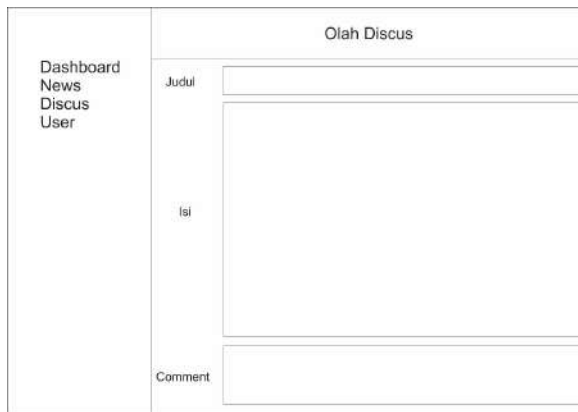 Olah Discus
Dashboard
News
Discus
User
Judul
Isi
Comment